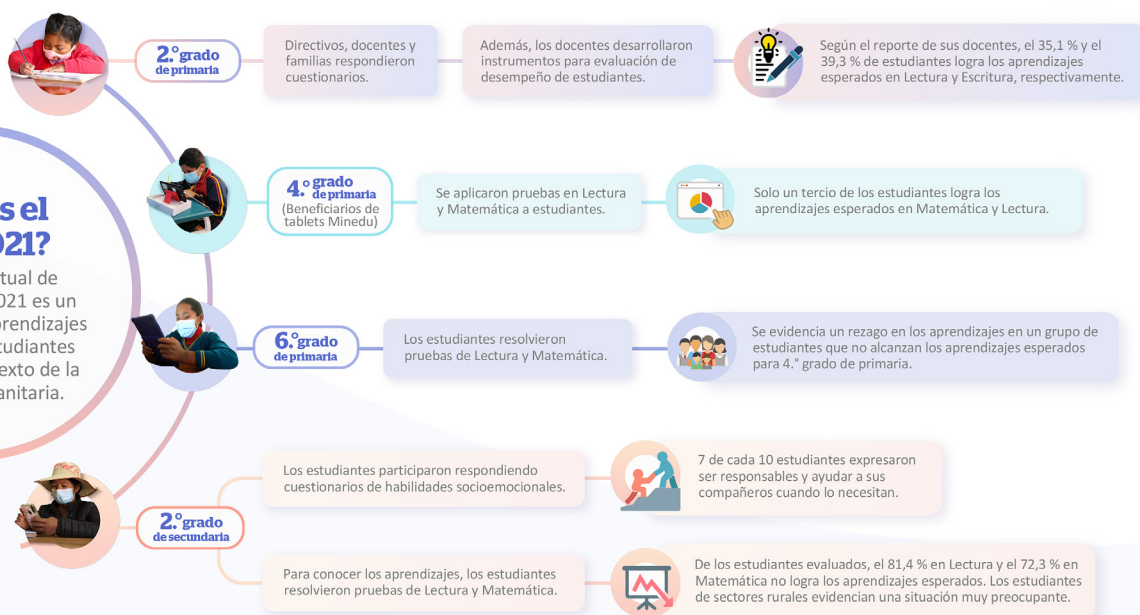 2.° grado
de primaria
Directivos, docentes y
familias respondieron
cuestionarios.
Además, los docentes desarrollaron
instrumentos para evaluación de
desempeño de estudiantes.
Según el reporte de sus docentes, el 35,1 % y el
39,3 % de estudiantes logra los aprendizajes
esperados en Lectura y Escritura, respectivamente.
4.° grado
de primaria
(Beneficiarios de
tablets Minedu)
Se aplicaron pruebas en Lectura
y Matemática a estudiantes.
Solo un tercio de los estudiantes logra los
aprendizajes esperados en Matemática y Lectura.
s el
021?
tual de
021 es un
prendizajes
tudiantes
exto de la
anitaria.
6.° grado
de primaria
Los estudiantes resolvieron
pruebas de Lectura y Matemática.
Se evidencia un rezago en los aprendizajes en un grupo de
estudiantes que no alcanzan los aprendizajes esperados
para 4.° grado de primaria.
2.° grado
de secundaria
Los estudiantes participaron respondiendo
cuestionarios de habilidades socioemocionales.
7 de cada 10 estudiantes expresaron
ser responsables y ayudar a sus
compañeros cuando lo necesitan.
Para conocer los aprendizajes, los estudiantes
resolvieron pruebas de Lectura y Matemática.
De los estudiantes evaluados, el 81,4 % en Lectura y el 72,3 % en
Matemática no logra los aprendizajes esperados. Los estudiantes
de sectores rurales evidencian una situación muy preocupante.